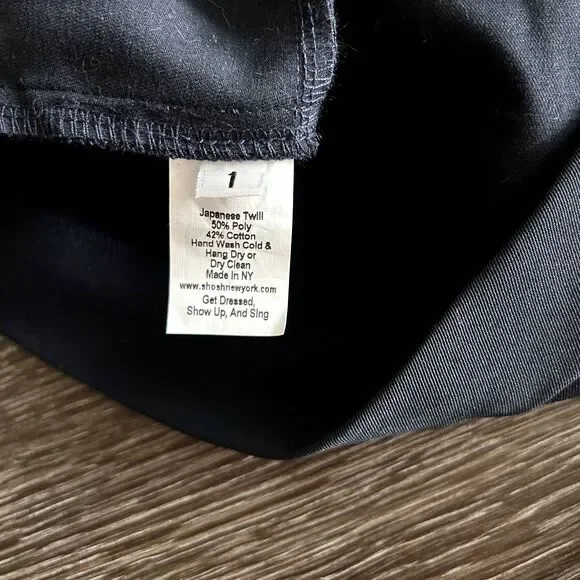 1
Japanese Twill
50% Poly
42% Cotton
Hand Wash Cold &
Hang Dry or
Dry Clean
Made in NY
www.shoshnewyork.com
Get Dressed,
Show Up, And Sing